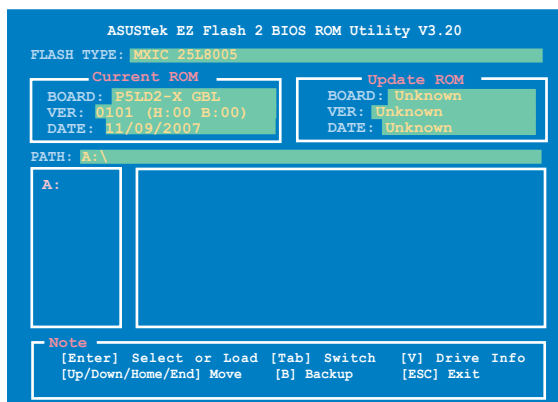 ASUSTek EZ Flash 2 BIOS ROM Utility V3.20
FLASH TYPE: MXIC 25L8005
Current ROM
BOARD: P5LD2-X GBL
VER: 0101 (H:00 B:00)
DATE: 11/09/2007
Update ROM
BOARD: Unknown
VER: Unknown
DATE: Unknown
PATH: A:\
A:
Note
[Enter] Select or Load [Tab] Switch [V] Drive Info
[Up/Down/Home/End] Move [B] Backup [ESC] Exit